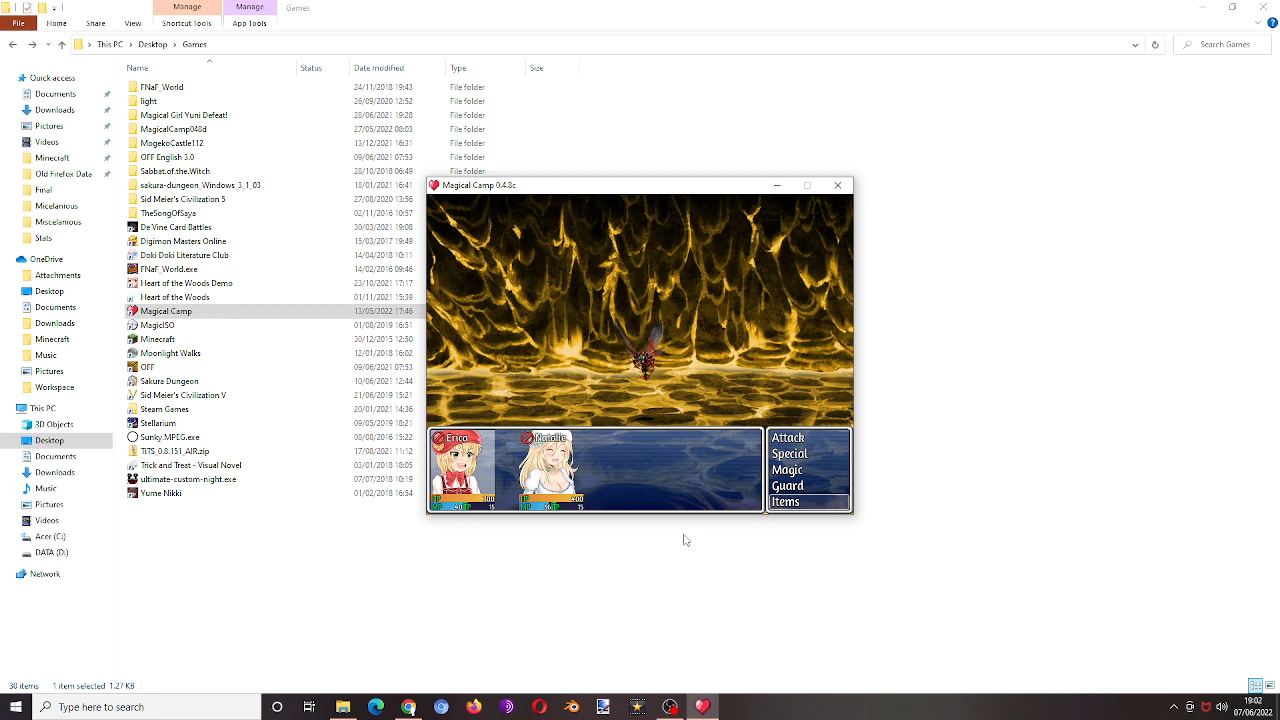 Manage Manage Games
File Home Share View Shortcut Tools App Tools
This PC Desktop Games Search Games
Name Status Date modified Type Size
Quick access
Documents
Downloads
Pictures
Videos
Minecraft
Old Firefox Data
Final
Micelanious
Miscelanious
Stats
OneDrive
Attachments
Desktop
Documents
Downloads
Minecraft
Music
Pictures
Workspace
This PC
3D Objects
Desktop
Documents
Downloads
Music
Pictures
Videos
Acer (C:)
DATA (D:)
Network
FNaF_World 24/11/2018 19:43 File folder
light 26/09/2020 12:52 File folder
Magical Girl Yuni Defeat! 28/06/2021 19:28 File folder
MagicalCamp048d 27/05/2022 08:03 File folder
MogekoCastle112 13/12/2021 16:31 File folder
OFF English 3.0 09/06/2021 07:53 File folder
Sabbat.of.the.Witch 28/10/2018 06:49 File folder
sakura-dungeon_Windows_3_1_03 18/01/2021 16:41
Sid Meier's Civilization 5 27/08/2020 13:56
TheSongOfSaya 02/11/2016 10:57
De Vine Card Battles 30/03/2021 19:08
Digimon Masters Online 15/03/2017 19:49
Doki Doki Literature Club 14/04/2018 10:11
FNaF_World.exe 14/02/2016 09:46
Heart of the Woods Demo 23/10/2021 17:17
Heart of the Woods 01/11/2021 15:39
Magical Camp 13/05/2022 17:46
MagicISO 01/08/2019 16:51
Minecraft 30/12/2015 12:50
Moonlight Walks 12/01/2018 16:02
OFF 09/06/2021 07:53
Sakura Dungeon 10/06/2021 12:44
Sid Meier's Civilization V 21/06/2019 15:21
Steam Games 20/01/2021 14:36
Stellarium 09/05/2019 18:21
Sunky.MPEG.exe 08/08/2016 15:22
TiTS_0.8.151_AIR.zip 17/08/2021 11:12
Trick and Treat - Visual Novel 03/01/2018 18:05
ultimate-custom-night.exe 07/07/2018 10:19
Yume Nikki 01/02/2018 16:54
Magical Camp 0.4.8c
Erica
HP 100
MP 40 TP 15
Natalie
HP 400
MP 56 TP 15
Attack
Special
Magic
Guard
Items
30 items 1 item selected 1.27 KB
Type here to search
19:02
07/06/2022